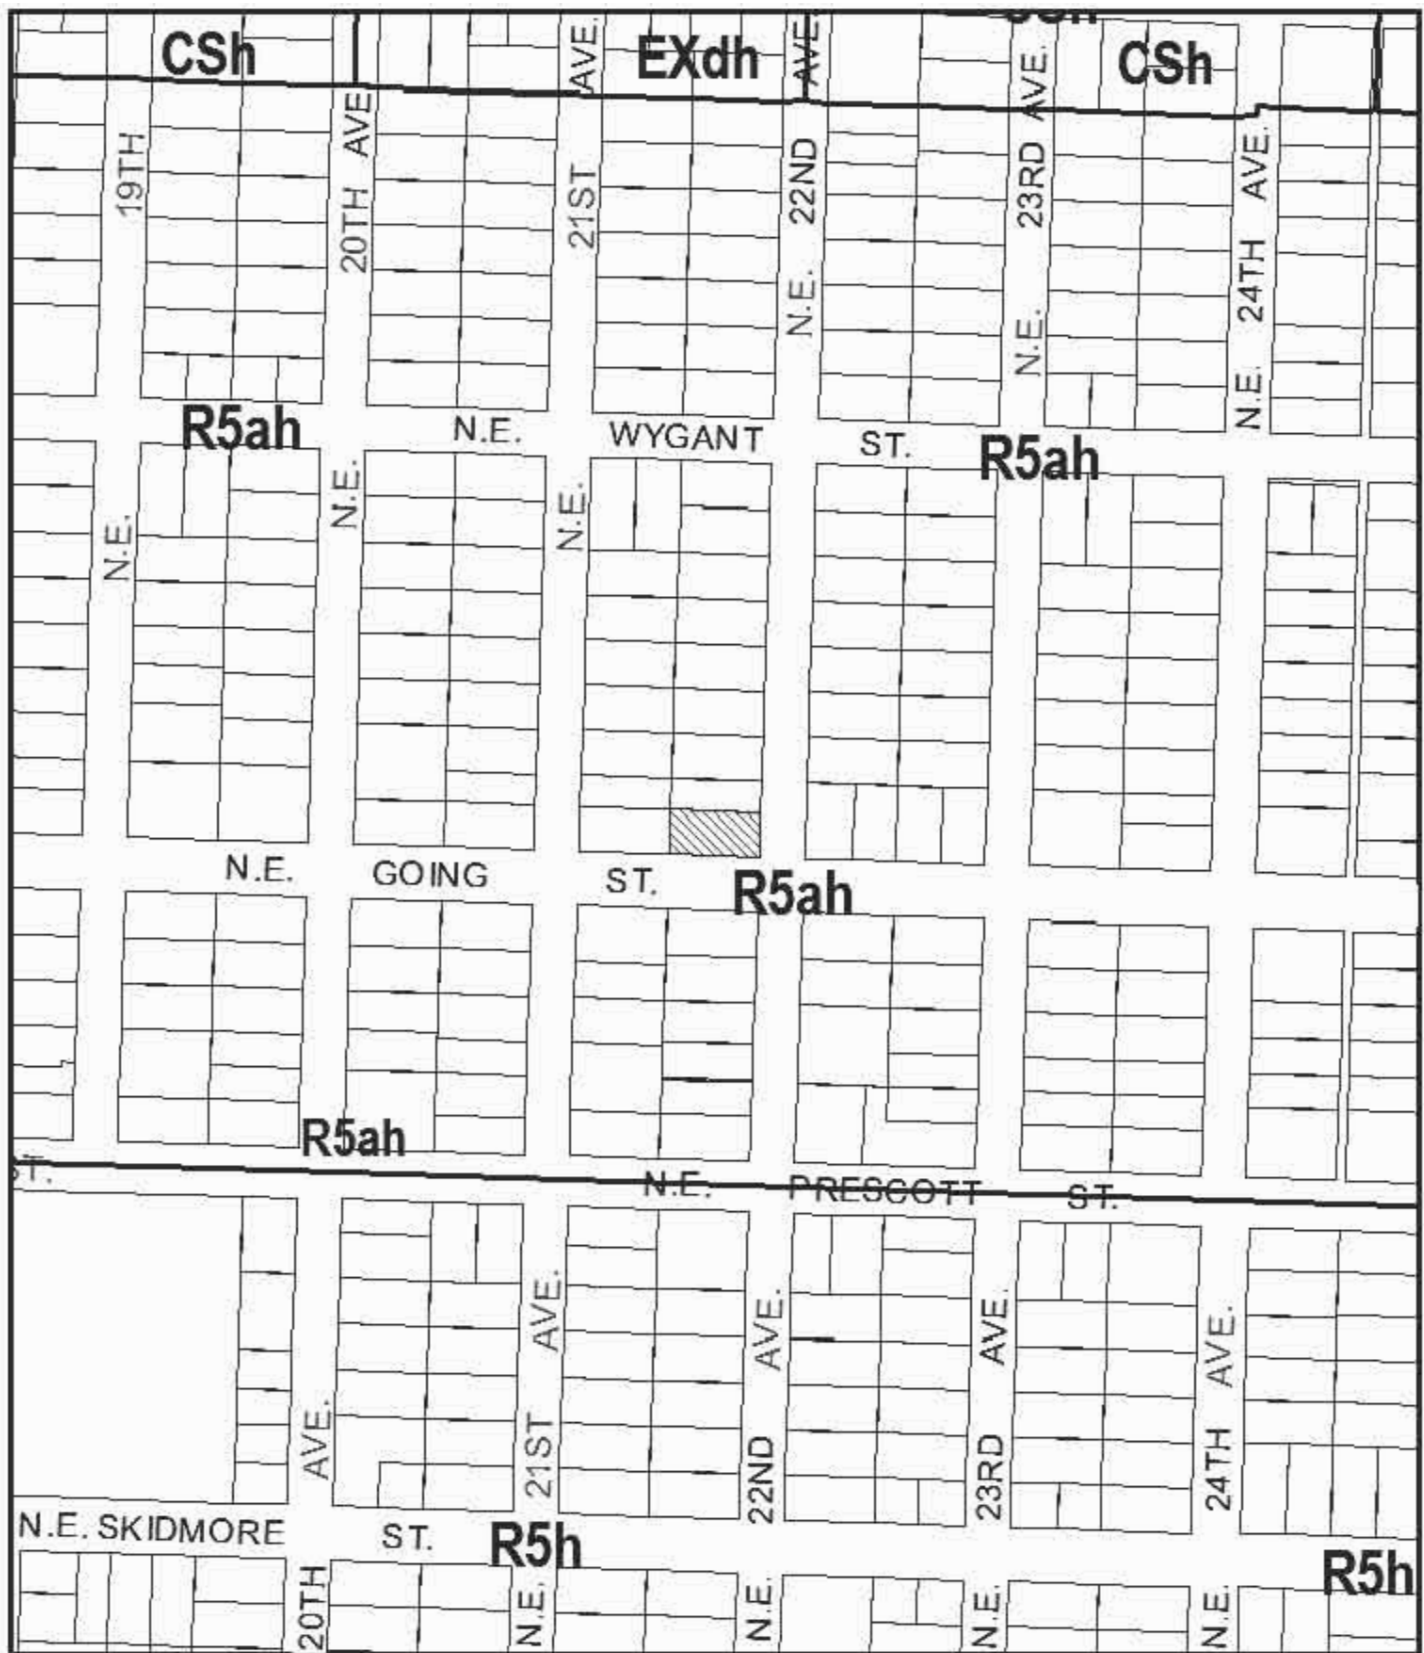 CSh
EXdh
CSh
AVE.
AVE.
AVE.
AVE
AVE.
19TH
20TH
21ST
22ND
23RD
24TH
N.E.
N.E.
N.E.
R5ah
N.E. WYGANT ST.
R5ah
N.E.
N.E.
N.E.
N.E. GOING ST.
R5ah
R5ah
ST.
N.E. PRESCOTT ST.
AVE.
AVE.
AVE.
AVE.
AVE.
21ST
22ND
23RD
24TH
N.E. SKIDMORE ST.
R5h
R5h
20TH
N.E.
N.E.
N.E.
N.E.